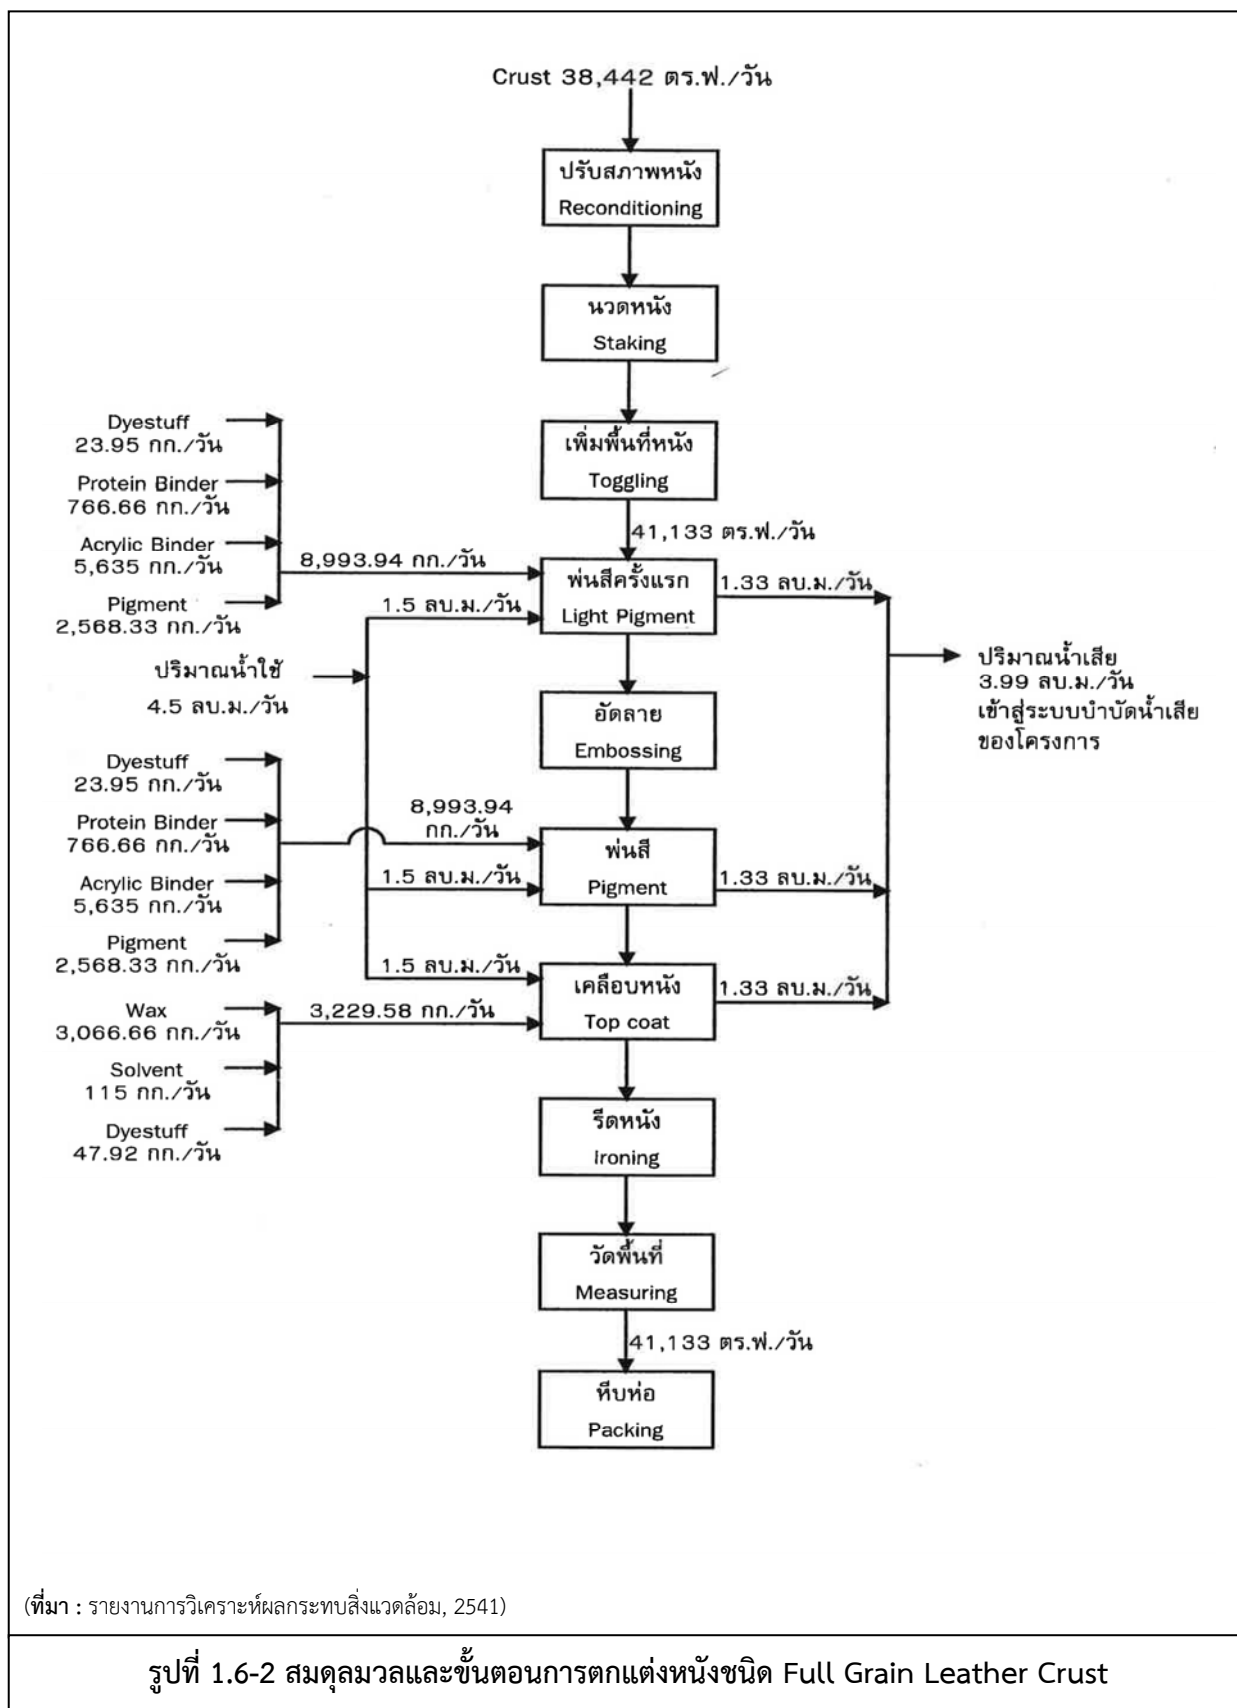 Crust 38,442 ตร.ฟ./วัน
ปรับสภาพหนัง
Reconditioning
นวดหนัง
Staking
เพิ่มพื้นที่หนัง
Toggling
41,133 ตร.ฟ./วัน
Dyestuff
23.95 กก./วัน
Protein Binder
766.66 กก./วัน
Acrylic Binder
5,635 กก./วัน
Pigment
2,568.33 กก./วัน
8,993.94 กก./วัน
1.5 ลบ.ม./วัน
พ่นสีครั้งแรก
Light Pigment
1.33 ลบ.ม./วัน
ปริมาณน้ำใช้
4.5 ลบ.ม./วัน
ปริมาณน้ำเสีย
3.99 ลบ.ม./วัน
เข้าสู่ระบบบำบัดน้ำเสีย
ของโครงการ
อัดลาย
Embossing
Dyestuff
23.95 กก./วัน
Protein Binder
766.66 กก./วัน
Acrylic Binder
5,635 กก./วัน
Pigment
2,568.33 กก./วัน
8,993.94
กก./วัน
1.5 ลบ.ม./วัน
พ่นสี
Pigment
1.33 ลบ.ม./วัน
1.5 ลบ.ม./วัน
เคลือบหนัง
Top coat
1.33 ลบ.ม./วัน
Wax
3,066.66 กก./วัน
Solvent
115 กก./วัน
Dyestuff
47.92 กก./วัน
3,229.58 กก./วัน
รีดหนัง
Ironing
วัดพื้นที่
Measuring
41,133 ตร.ฟ./วัน
หีบห่อ
Packing
(ที่มา : รายงานการวิเคราะห์ผลกระทบสิ่งแวดล้อม, 2541)
รูปที่ 1.6-2 สมดุลมวลและขั้นตอนการตกแต่งหนังชนิด Full Grain Leather Crust